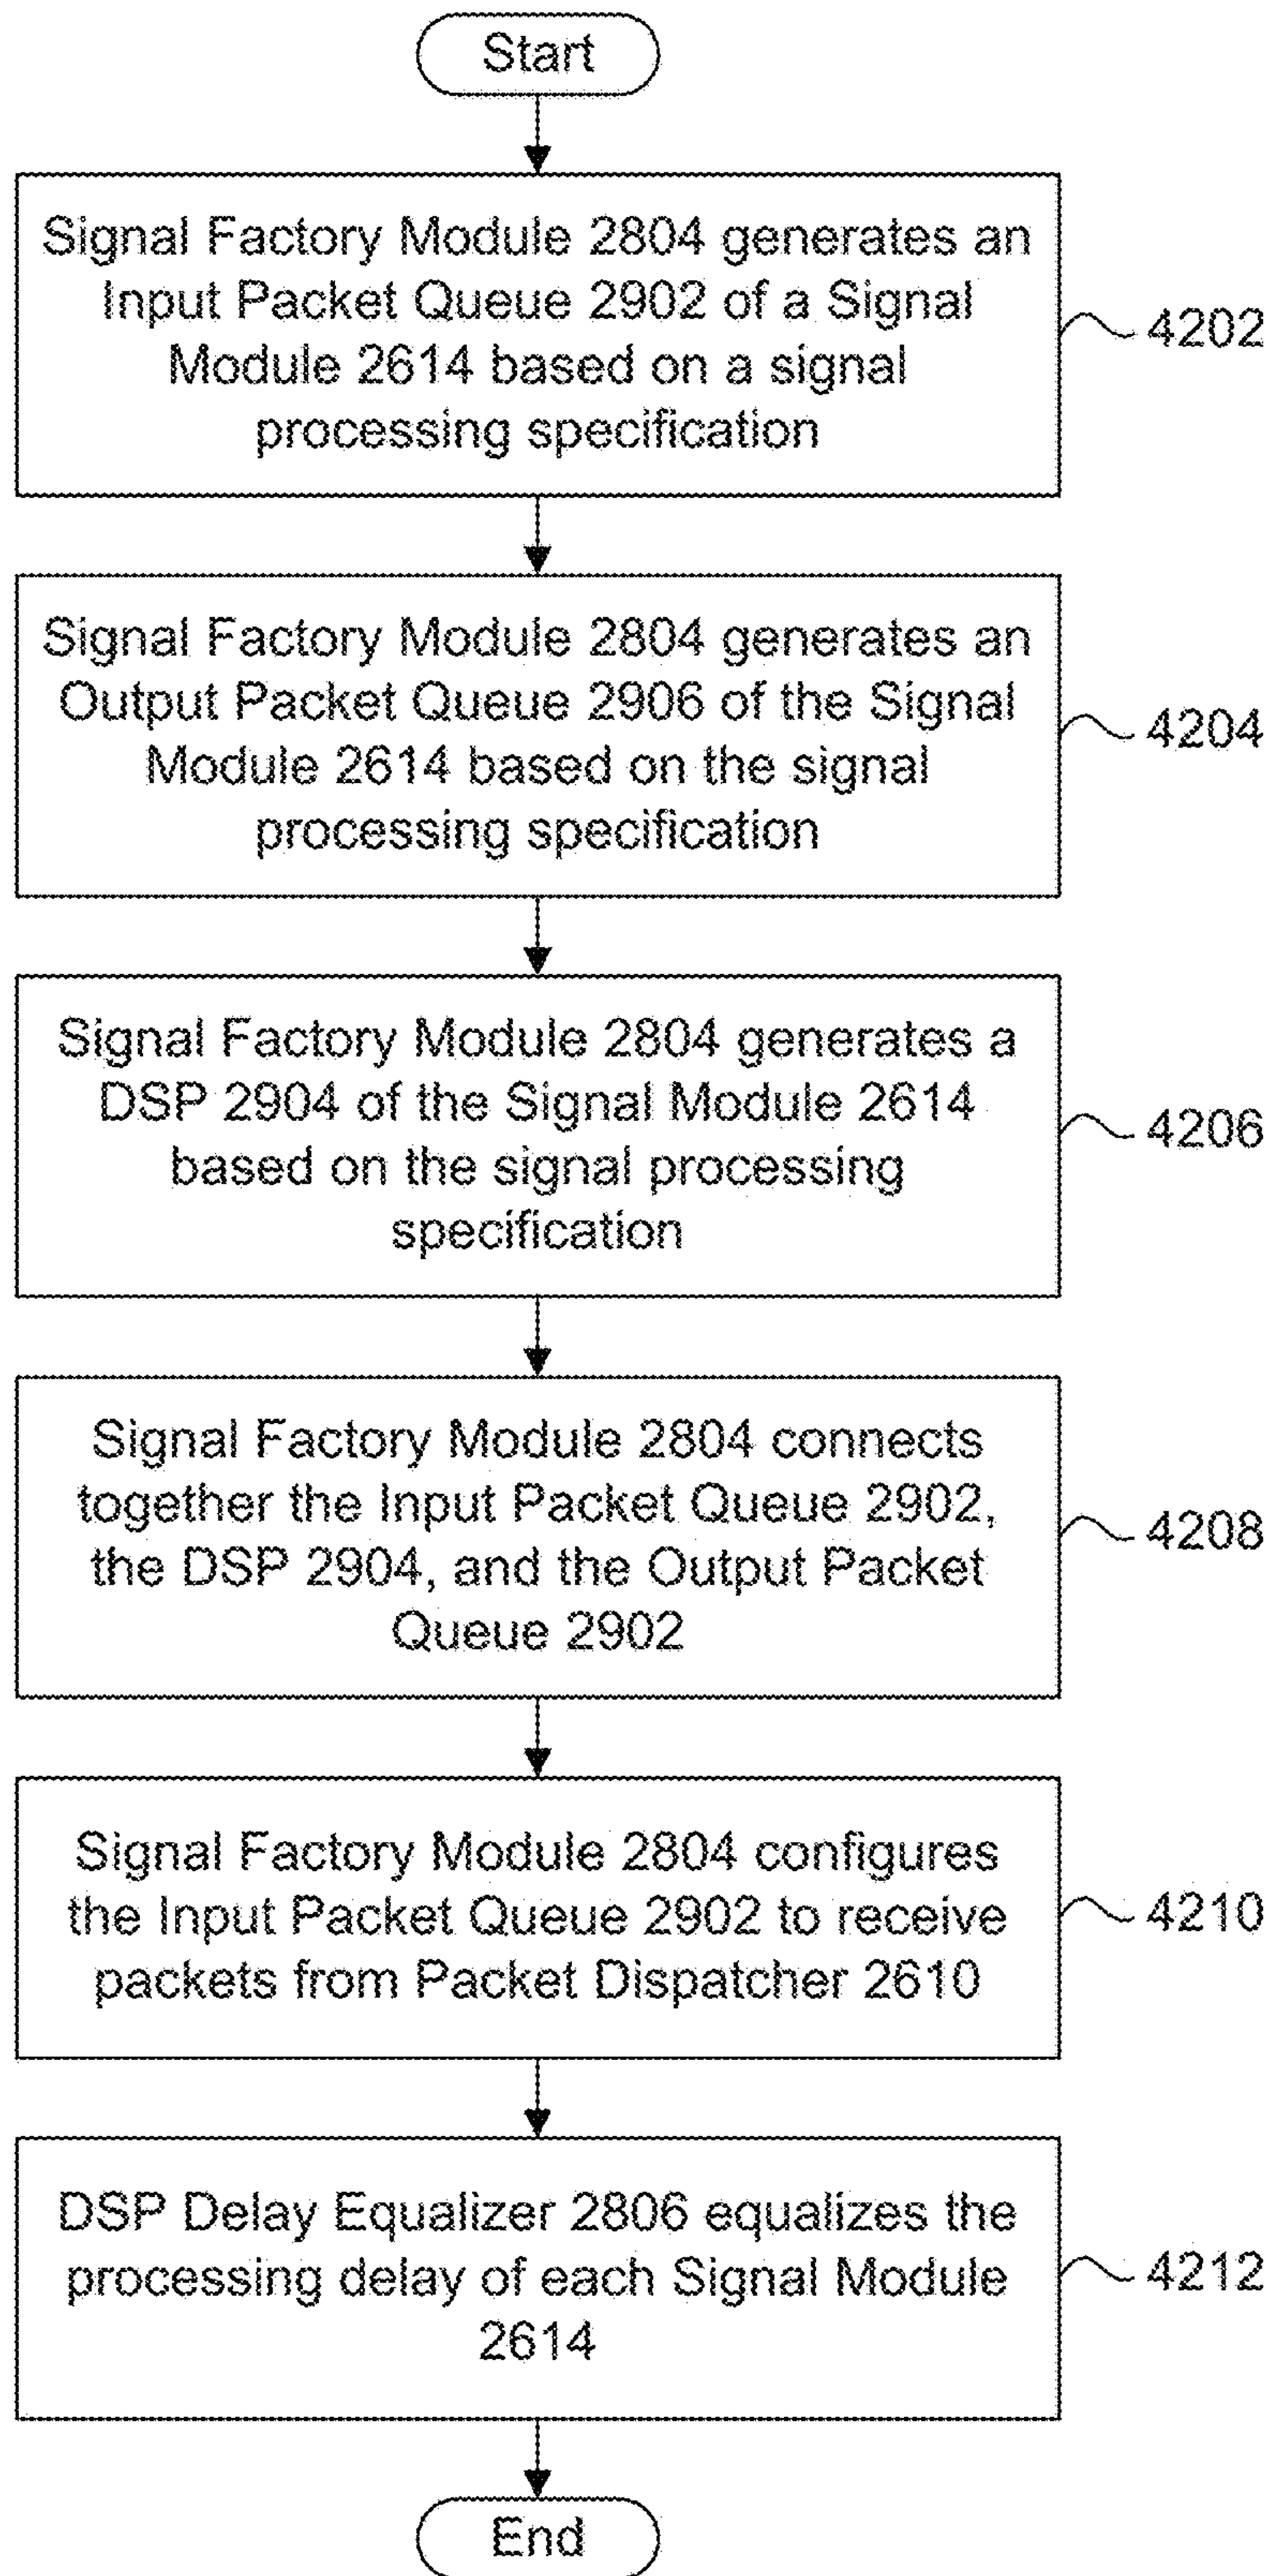 Start
Signal Factory Module 2804 generates an
Input Packet Queue 2902 of a Signal
Module 2614 based on a signal
processing specification
4202
Signal Factory Module 2804 generates an
Output Packet Queue 2906 of the Signal
Module 2614 based on the signal
processing specification
4204
Signal Factory Module 2804 generates a
DSP 2904 of the Signal Module 2614
based on the signal processing
specification
4206
Signal Factory Module 2804 connects
together the Input Packet Queue 2902,
the DSP 2904, and the Output Packet
Queue 2902
4208
Signal Factory Module 2804 configures
the Input Packet Queue 2902 to receive
packets from Packet Dispatcher 2610
4210
DSP Delay Equalizer 2806 equalizes the
processing delay of each Signal Module
2614
4212
End